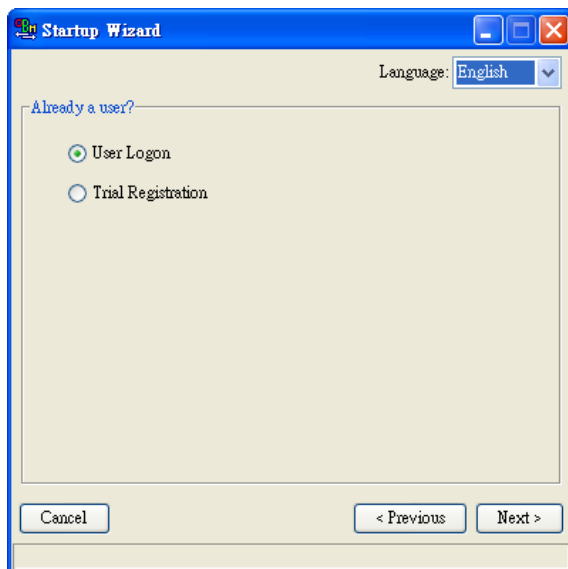 Startup Wizard
Language: English
Already a user?
User Logon
Trial Registration
Cancel
< Previous
Next >